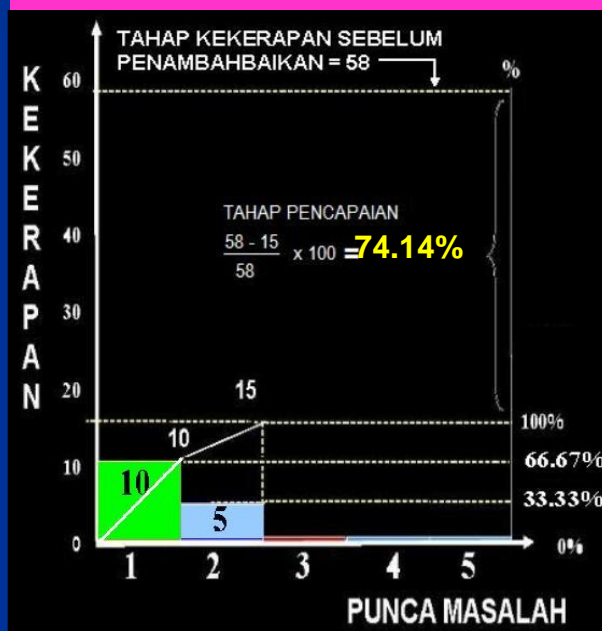 TAHAP KEKERAPAN SEBELUM
PENAMBAHBAIKAN = 58
%
KEKERAPAN
60
50
40
30
20
10
0
TAHAP PENCAPAIAN
58 - 15
58
x 100 =74.14%
15
10
10
5
100%
66.67%
33.33%
0%
1 2 3 4 5
PUNCA MASALAH